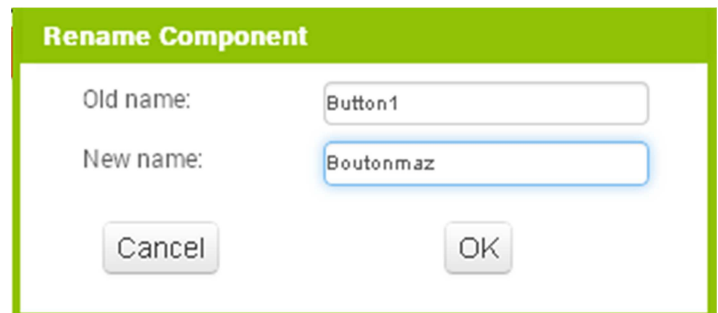 Rename Component
Old name: Button1
New name: Boutonmaz
Cancel OK